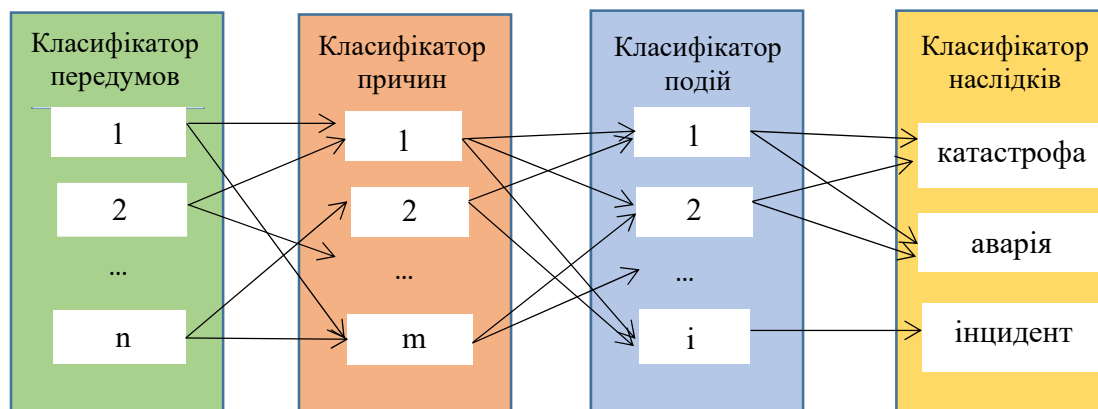 Класифікатор
передумов
1
2
...
n
Класифікатор
причин
1
2
...
m
Класифікатор
подій
1
2
...
i
Класифікатор
наслідків
катастрофа
аварія
інцидент